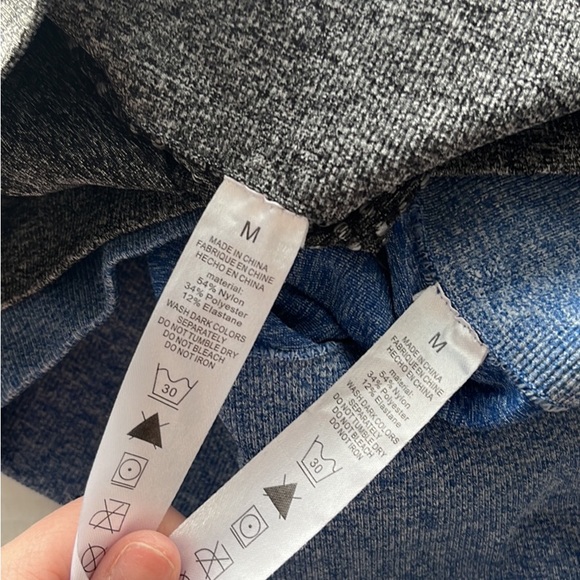 M
MADE IN CHINA
FABRIQUE EN CHINE
HECHO EN CHINA
material:
54% Nylon
34% Polyester
12% Elastane
WASH DARK COLORS
SEPARATELY
DO NOT TUMBLE DRY
DO NOT BLEACH
DO NOT IRON
30
M
MADE IN CHINA
FABRIQUE EN CHINE
HECHO EN CHINA
material:
54% Nylon
34% Polyester
12% Elastane
WASH DARK COLORS
SEPARATELY
DO NOT TUMBLE DRY
DO NOT BLEACH
DO NOT IRON
30